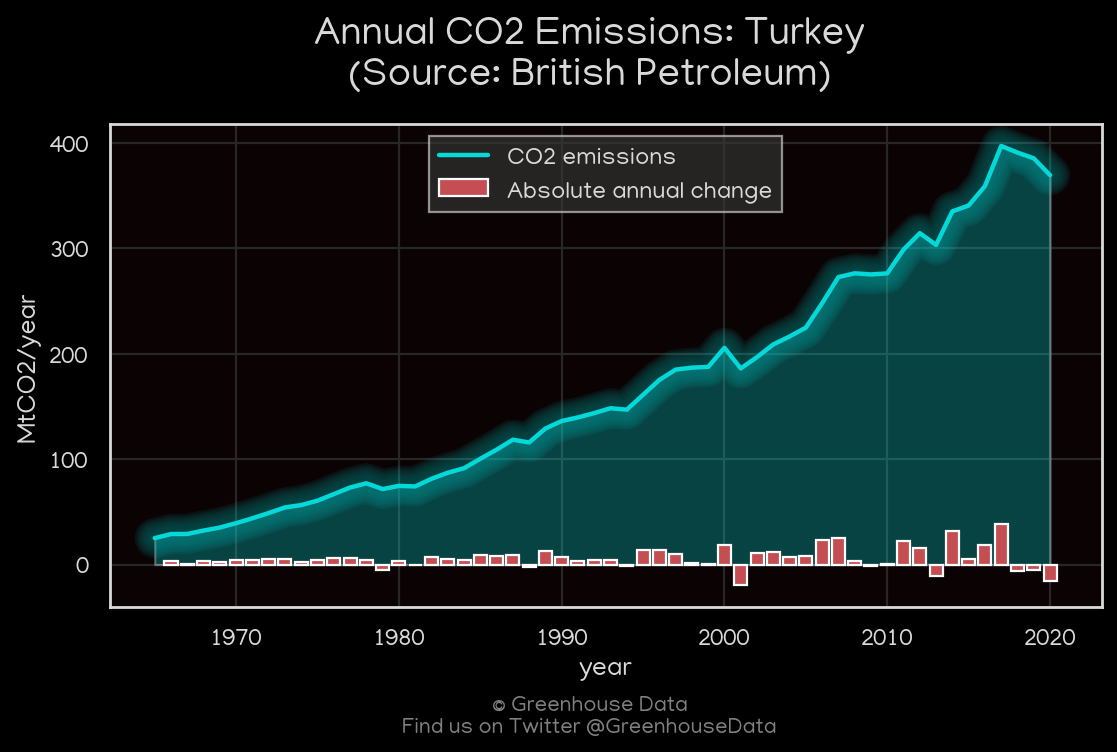 Annual CO2 Emissions: Turkey
(Source: British Petroleum)
CO2 emissions
Absolute annual change
400
300
200
100
0
MtCO2/year
1970 1980 1990 2000 2010 2020
year
© Greenhouse Data
Find us on Twitter @GreenhouseData